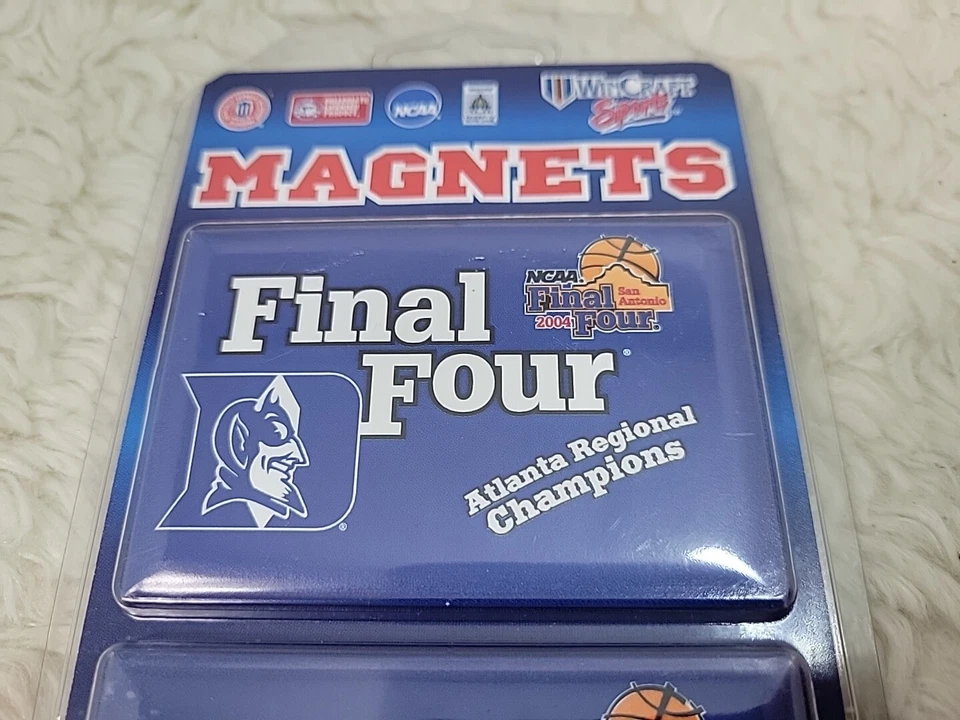 NCAA
WINCRAFT
Sports
MAGNETS
Final
Four®
NCAA
Final
San
Antonio
2004
Four®
Atlanta Regional
Champions
®